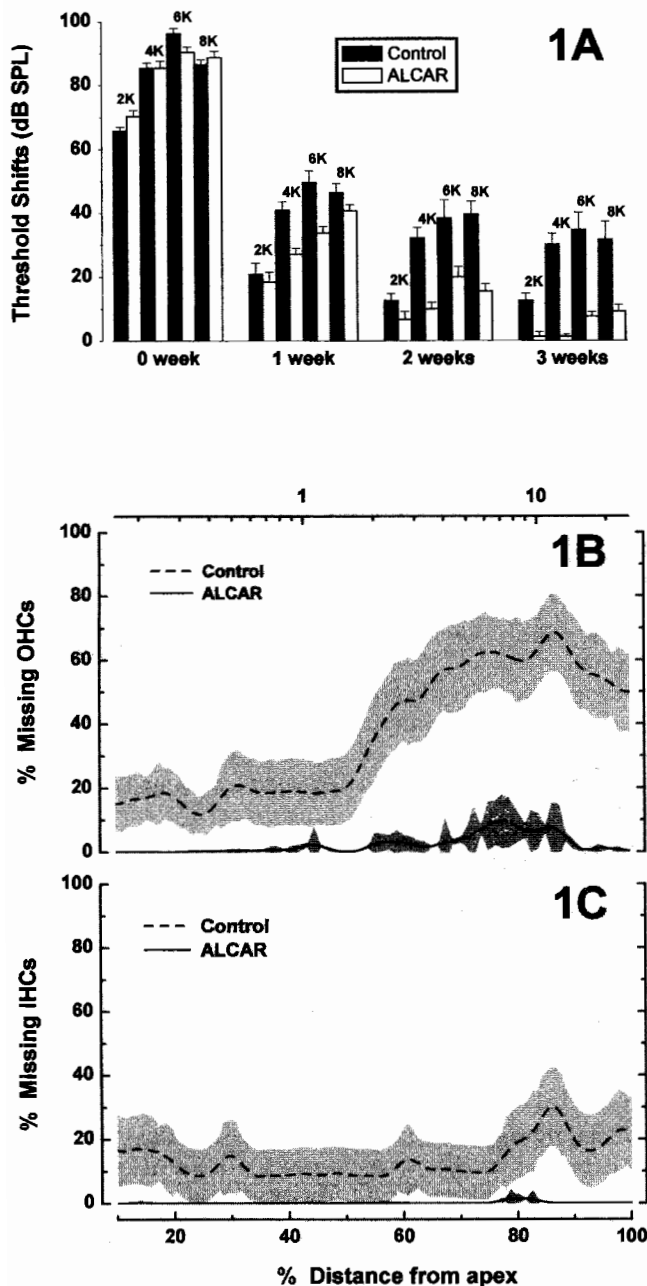 1A
Control
ALCAR
Threshold Shifts (dB SPL)
100
80
60
40
20
0
2K
4K
6K
8K
2K
4K
6K
8K
2K
4K
6K
8K
2K
4K
6K
8K
0 week
1 week
2 weeks
3 weeks
1
10
1B
Control
ALCAR
% Missing OHCs
100
80
60
40
20
0
1C
Control
ALCAR
% Missing IHCs
100
80
60
40
20
0
20
40
60
80
100
% Distance from apex